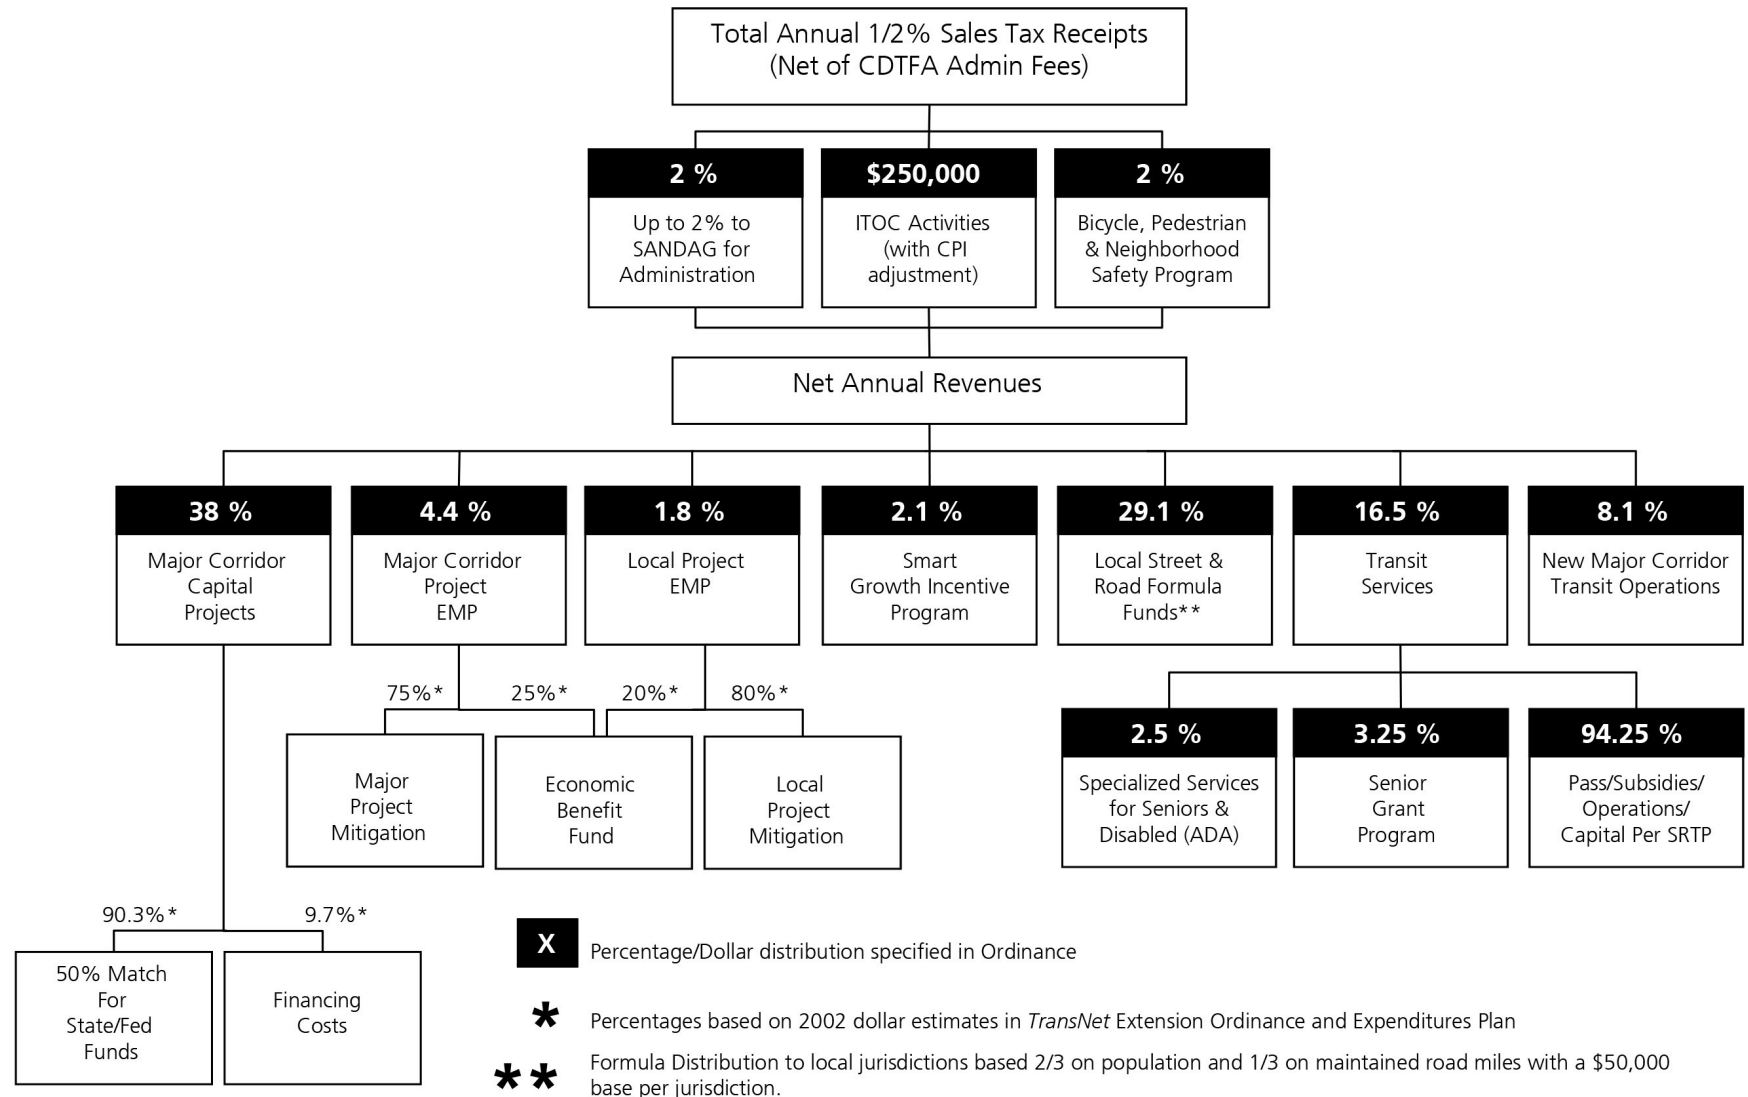 Total Annual 1/2% Sales Tax Receipts
(Net of CDTFA Admin Fees)
2 %
Up to 2% to
SANDAG for
Administration
$250,000
ITOC Activities
(with CPI
adjustment)
2 %
Bicycle, Pedestrian
& Neighborhood
Safety Program
Net Annual Revenues
38 %
Major Corridor
Capital
Projects
4.4 %
Major Corridor
Project
EMP
1.8 %
Local Project
EMP
2.1 %
Smart
Growth Incentive
Program
29.1 %
Local Street &
Road Formula
Funds**
16.5 %
Transit
Services
8.1 %
New Major Corridor
Transit Operations
75%*
25%*
20%*
80%*
Major
Project
Mitigation
Economic
Benefit
Fund
Local
Project
Mitigation
2.5 %
Specialized Services
for Seniors &
Disabled (ADA)
3.25 %
Senior
Grant
Program
94.25 %
Pass/Subsidies/
Operations/
Capital Per SRTP
90.3%*
9.7%*
50% Match
For
State/Fed
Funds
Financing
Costs
X Percentage/Dollar distribution specified in Ordinance
* Percentages based on 2002 dollar estimates in TransNet Extension Ordinance and Expenditures Plan
** Formula Distribution to local jurisdictions based 2/3 on population and 1/3 on maintained road miles with a $50,000
base per jurisdiction.